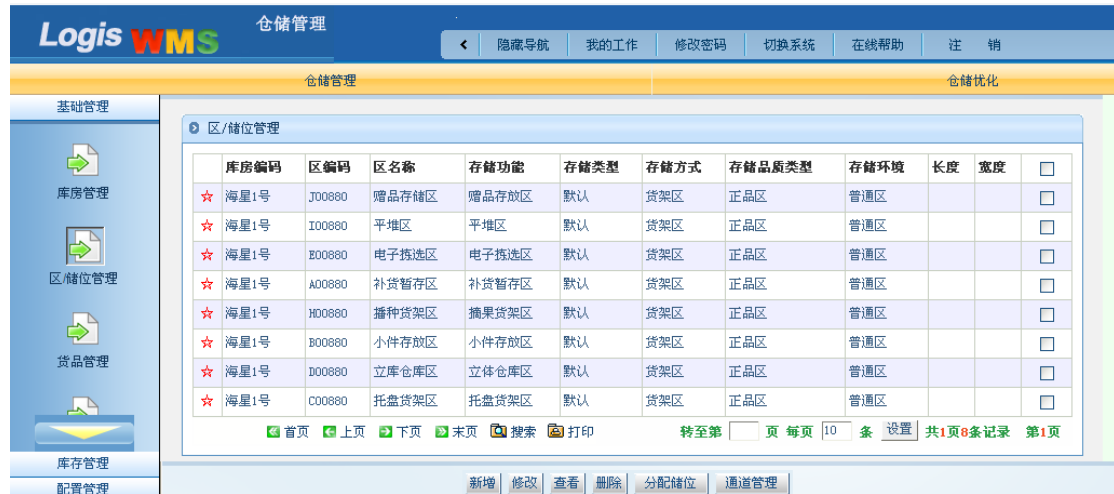 Logis WMS 仓储管理
隐藏导航 我的工作 修改密码 切换系统 在线帮助 注 销
仓储管理 仓储优化
基础管理
库房管理
区/储位管理
货品管理
库存管理
配置管理
区/储位管理
库房编码 区编码 区名称 存储功能 存储类型 存储方式 存储品质类型 存储环境 长度 宽度
海星1号 J00880 赠品存储区 赠品存放区 默认 货架区 正品区 普通区
海星1号 I00880 平堆区 平堆区 默认 货架区 正品区 普通区
海星1号 E00880 电子拣选区 电子拣选区 默认 货架区 正品区 普通区
海星1号 A00880 补货暂存区 补货暂存区 默认 货架区 正品区 普通区
海星1号 H00880 播种货架区 摘果货架区 默认 货架区 正品区 普通区
海星1号 B00880 小件存放区 小件存放区 默认 货架区 正品区 普通区
海星1号 D00880 立库仓库区 立体仓库区 默认 货架区 正品区 普通区
海星1号 C00880 托盘货架区 托盘货架区 默认 货架区 正品区 普通区
首页 上页 下页 末页 搜索 打印 转至第 页 每页 10 条 设置 共1页8条记录 第1页
新增 修改 查看 删除 分配储位 通道管理